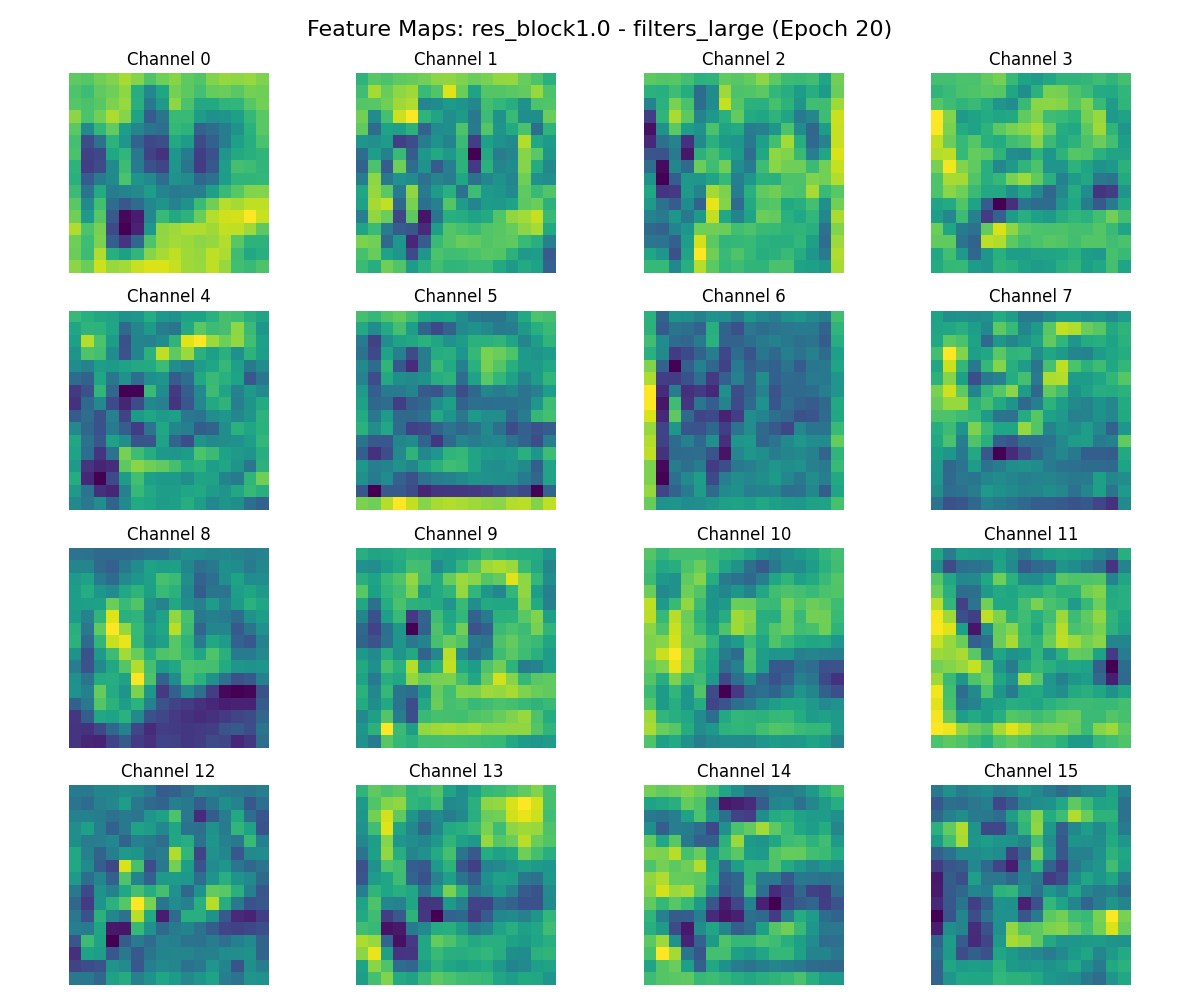 Feature Maps: res_block1.0 - filters_large (Epoch 20)
Channel 0
Channel 1
Channel 2
Channel 3
Channel 4
Channel 5
Channel 6
Channel 7
Channel 8
Channel 9
Channel 10
Channel 11
Channel 12
Channel 13
Channel 14
Channel 15